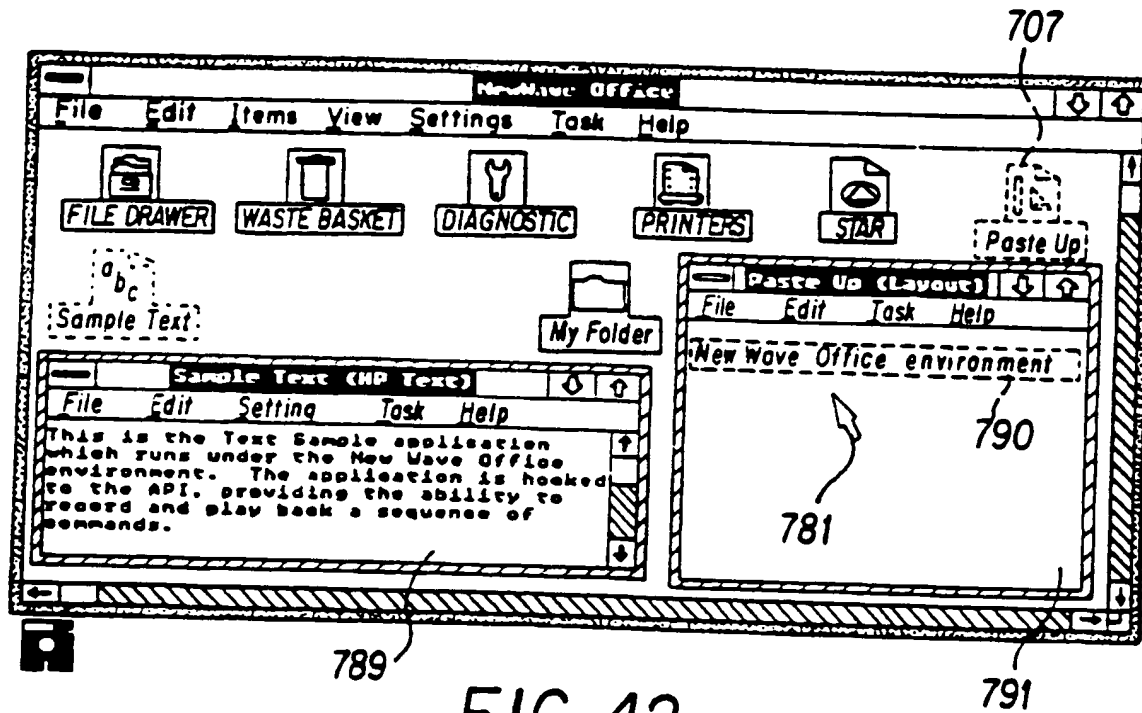 707
NewWave Office
File Edit Items View Settings Task Help
FILE DRAWER WASTE BASKET DIAGNOSTIC PRINTERS STAR Paste Up
abc
Sample Text
My Folder
Paste Up (Layout)
File Edit Task Help
New Wave Office environment
790
781
Sample Text (HP Text)
File Edit Setting Task Help
This is the Text Sample application
which runs under the New Wave Office
environment. The application is hooked
to the API, providing the ability to
record and play back a sequence of
commands.
789
791
FIG 42